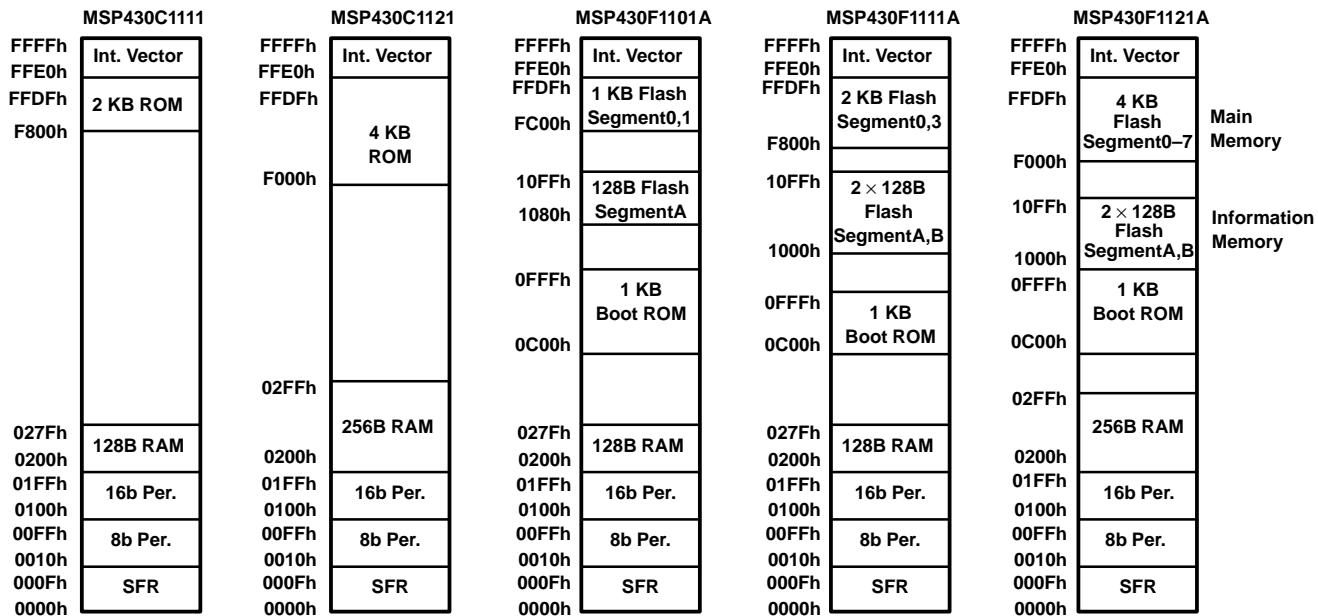 MSP430C1111
FFFFh
Int. Vector
FFE0h
FFDFh
2 KB ROM
F800h
027Fh
128B RAM
0200h
01FFh
16b Per.
0100h
00FFh
8b Per.
0010h
000Fh
SFR
0000h
MSP430C1121
FFFFh
Int. Vector
FFE0h
FFDFh
4 KB
ROM
F000h
02FFh
256B RAM
0200h
01FFh
16b Per.
0100h
00FFh
8b Per.
0010h
000Fh
SFR
0000h
MSP430F1101A
FFFFh
Int. Vector
FFE0h
FFDFh
1 KB Flash
Segment0,1
FC00h
10FFh
128B Flash
SegmentA
1080h
0FFFh
1 KB
Boot ROM
0C00h
027Fh
128B RAM
0200h
01FFh
16b Per.
0100h
00FFh
8b Per.
0010h
000Fh
SFR
0000h
MSP430F1111A
FFFFh
Int. Vector
FFE0h
FFDFh
2 KB Flash
Segment0,3
F800h
10FFh
2 × 128B
Flash
SegmentA,B
1000h
0FFFh
1 KB
Boot ROM
0C00h
027Fh
128B RAM
0200h
01FFh
16b Per.
0100h
00FFh
8b Per.
0010h
000Fh
SFR
0000h
MSP430F1121A
FFFFh
Int. Vector
FFE0h
FFDFh
4 KB
Flash
Segment0–7
Main
Memory
F000h
10FFh
2 × 128B
Flash
SegmentA,B
Information
Memory
1000h
0FFFh
1 KB
Boot ROM
0C00h
02FFh
256B RAM
0200h
01FFh
16b Per.
0100h
00FFh
8b Per.
0010h
000Fh
SFR
0000h